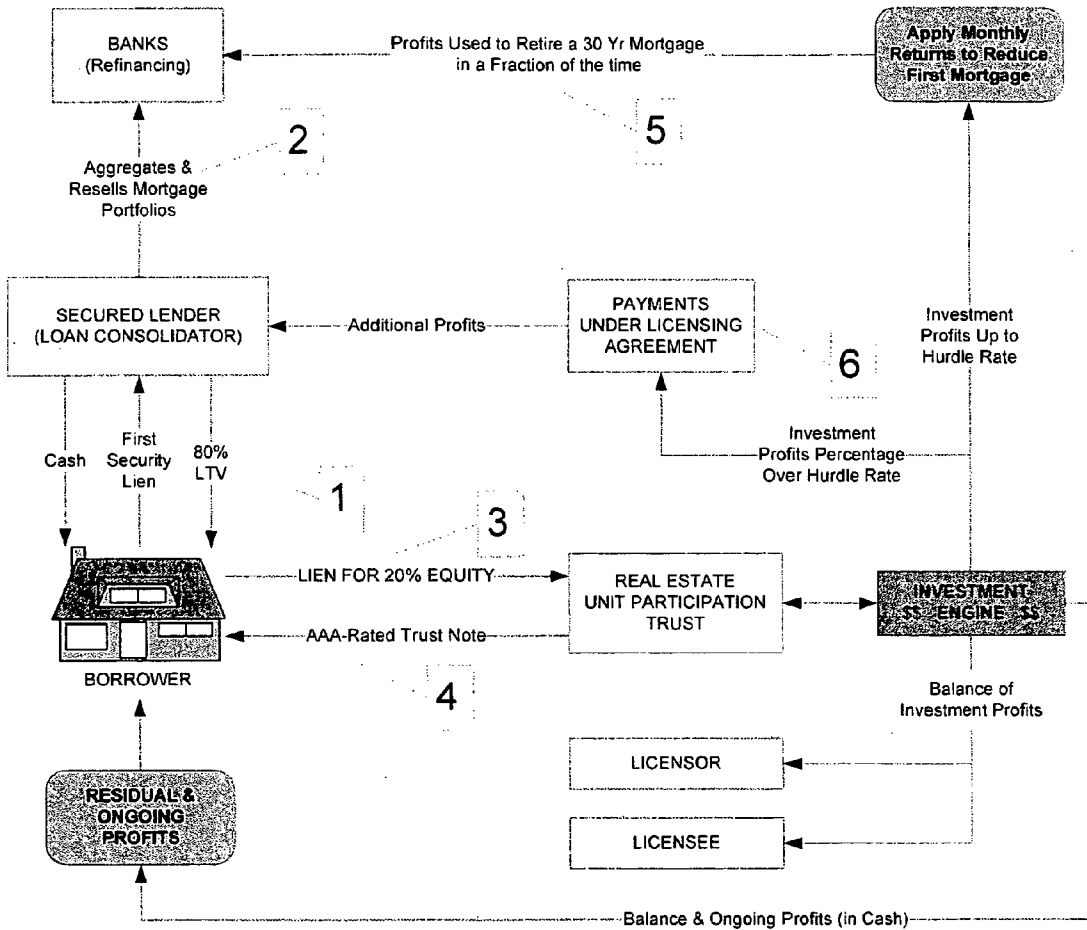 BANKS
(Refinancing)
Profits Used to Retire a 30 Yr Mortgage
in a Fraction of the time
Apply Monthly
Returns to Reduce
First Mortgage
2
5
Aggregates &
Resells Mortgage
Portfolios
SECURED LENDER
(LOAN CONSOLIDATOR)
Additional Profits
PAYMENTS
UNDER LICENSING
AGREEMENT
Investment
Profits Up to
Hurdle Rate
6
Cash
First
Security
Lien
80%
LTV
Investment
Profits Percentage
Over Hurdle Rate
1
3
LIEN FOR 20% EQUITY
REAL ESTATE
UNIT PARTICIPATION
TRUST
INVESTMENT
$$ ENGINE $$
AAA-Rated Trust Note
BORROWER
4
Balance of
Investment Profits
LICENSOR
RESIDUAL &
ONGOING
PROFITS
LICENSEE
Balance & Ongoing Profits (in Cash)